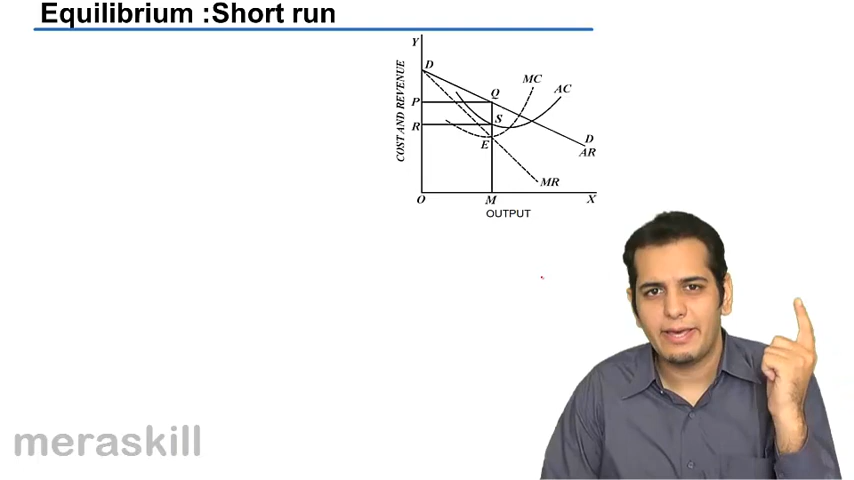 Equilibrium :Short run
Y
COST AND REVENUE
D
MC
AC
P
Q
R
S
E
D
AR
MR
O
M
X
OUTPUT
meraskill